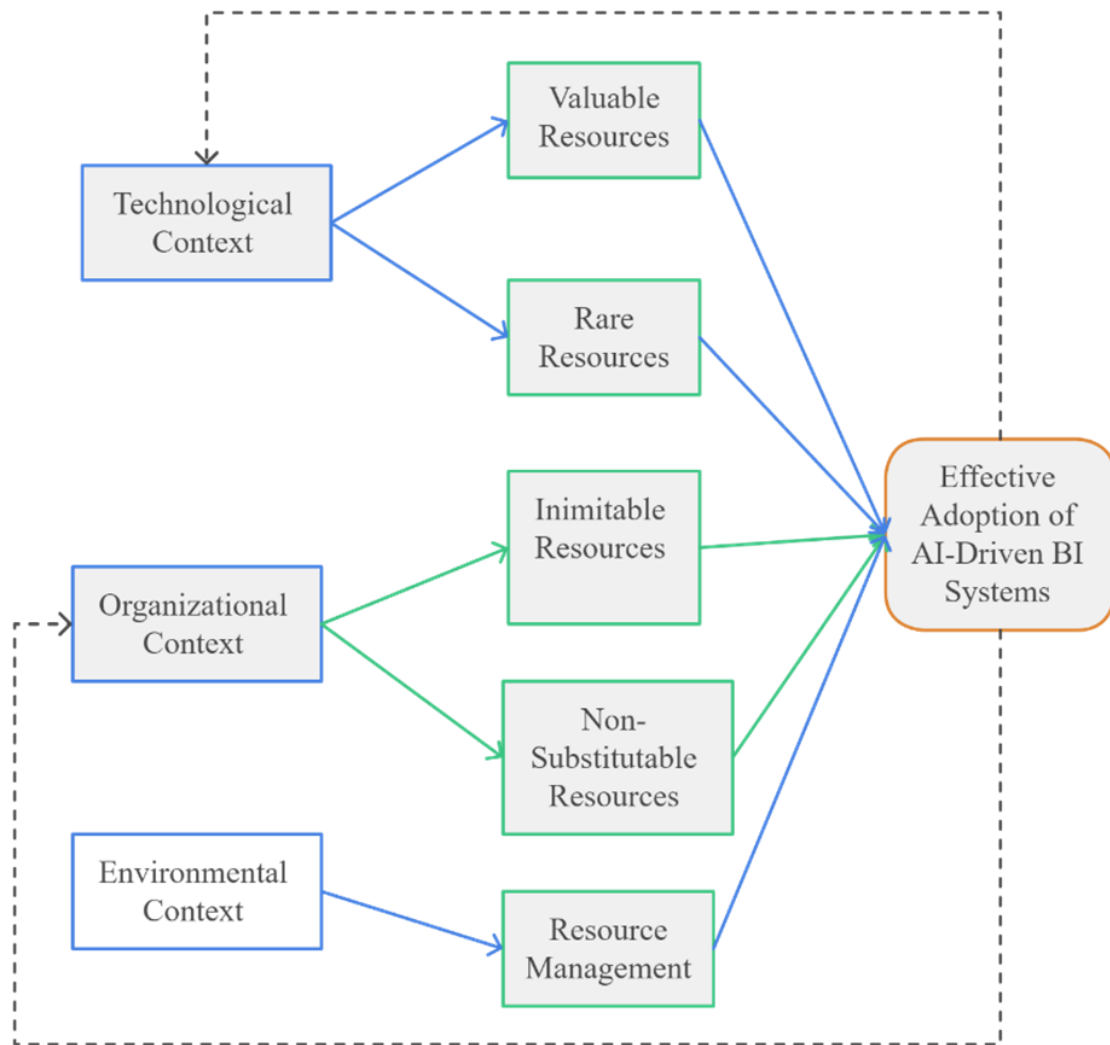 Valuable
Resources
Technological
Context
Rare
Resources
Inimitable
Resources
Effective
Adoption of
AI-Driven BI
Systems
Organizational
Context
Non-
Substitutable
Resources
Environmental
Context
Resource
Management